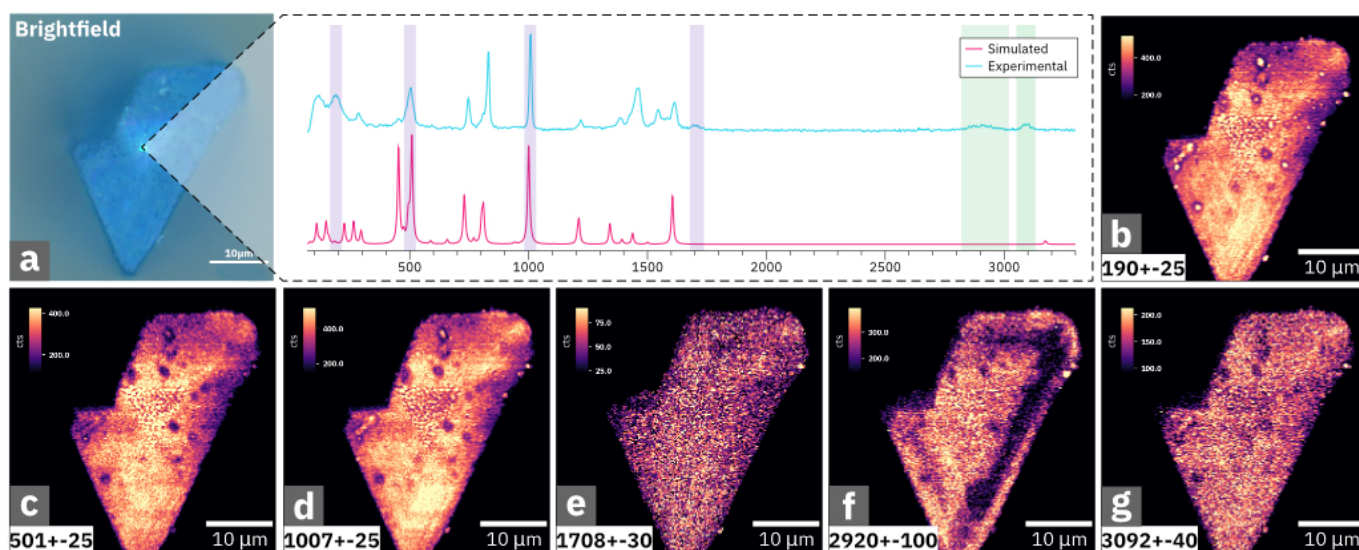 Brightfield
a
10μm
Simulated
Experimental
500
1000
1500
2000
2500
3000
cts
400.0
200.0
b
190+-25
10 μm
cts
400.0
200.0
c
501+-25
10 μm
cts
400.0
200.0
d
1007+-25
10 μm
cts
75.0
50.0
25.0
e
1708+-30
10 μm
cts
300.0
200.0
f
2920+-100
10 μm
cts
200.0
150.0
100.0
g
3092+-40
10 μm